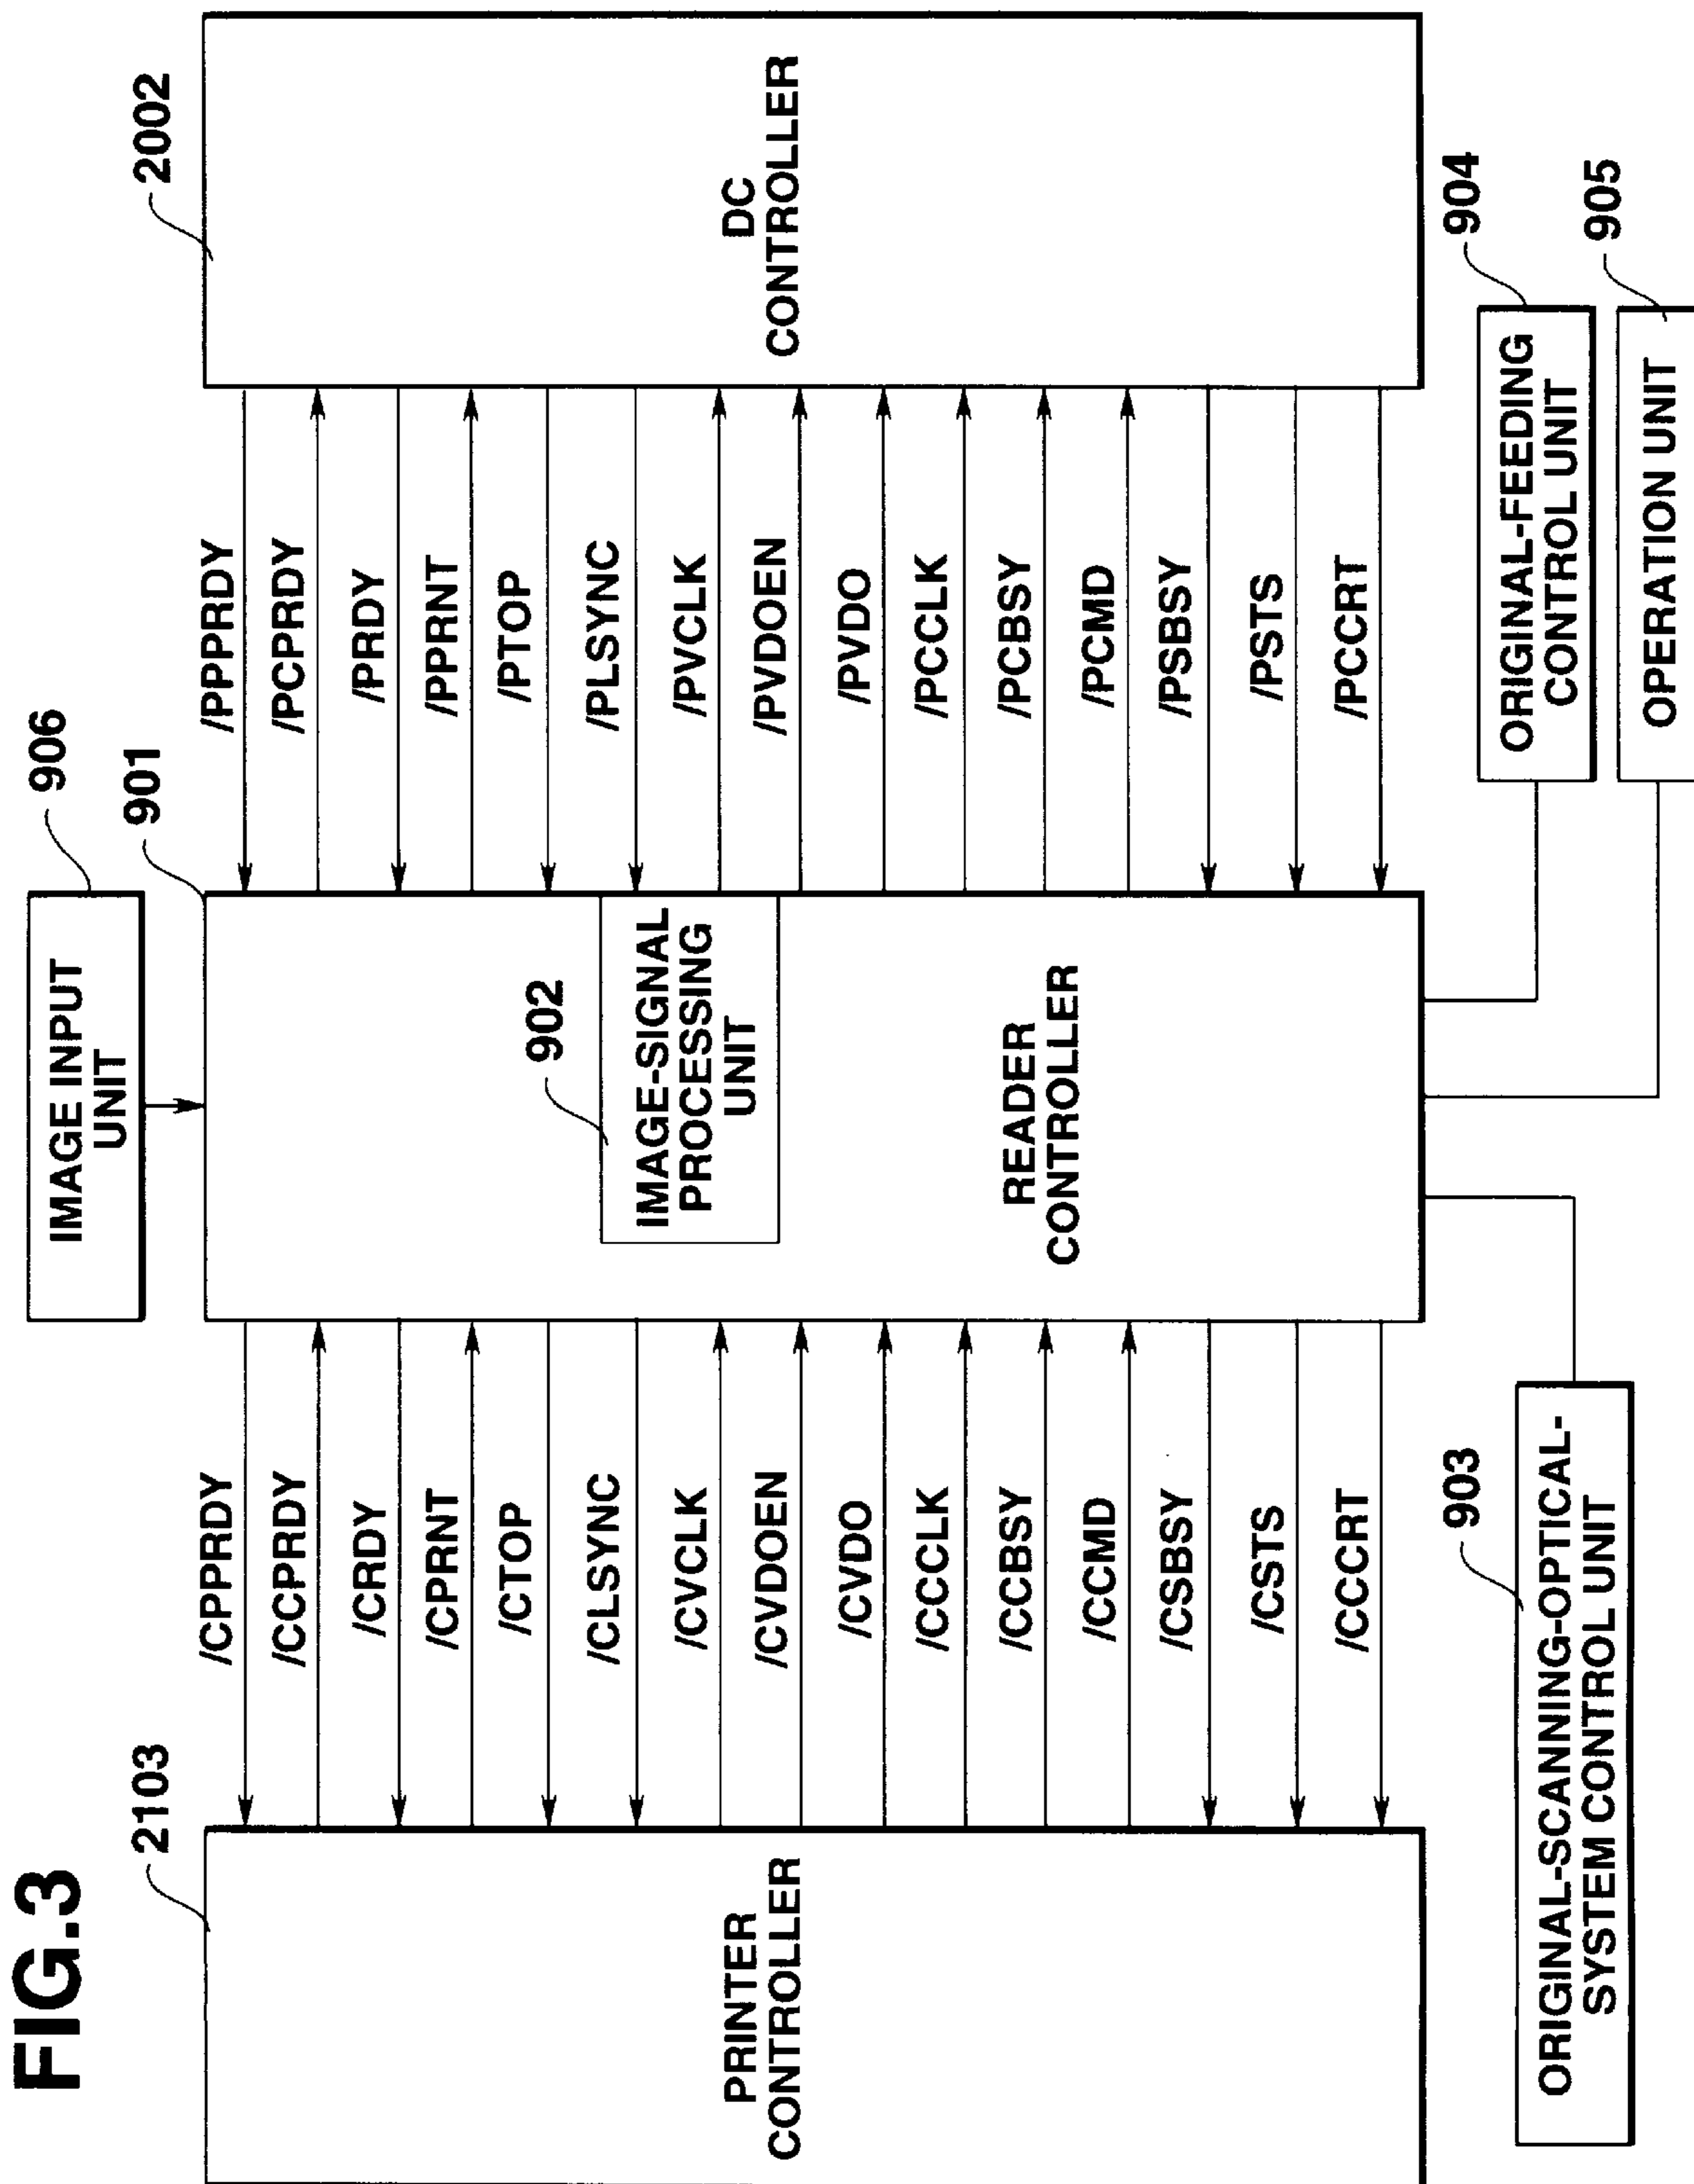 FIG.3
906
IMAGE INPUT
UNIT
2103
901
2002
PRINTER
CONTROLLER
/CPPRDY
/CCPRDY
/CRDY
/CPRNT
/CTOP
/CLSYNC
/CVCLK
/CVDOEN
/CVDO
/CCCLK
/CCBSY
/CCMD
/CSBSY
/CSTS
/CCCRT
902
IMAGE-SIGNAL
PROCESSING
UNIT
READER
CONTROLLER
/PPPRDY
/PCPRDY
/PRDY
/PPRNT
/PTOP
/PLSYNC
/PVCLK
/PVDOEN
/PVDO
/PCCLK
/PCBSY
/PCMD
/PSBSY
/PSTS
/PCCRT
DC
CONTROLLER
903
ORIGINAL-SCANNING-OPTICAL-
SYSTEM CONTROL UNIT
904
ORIGINAL-FEEDING
CONTROL UNIT
905
OPERATION UNIT